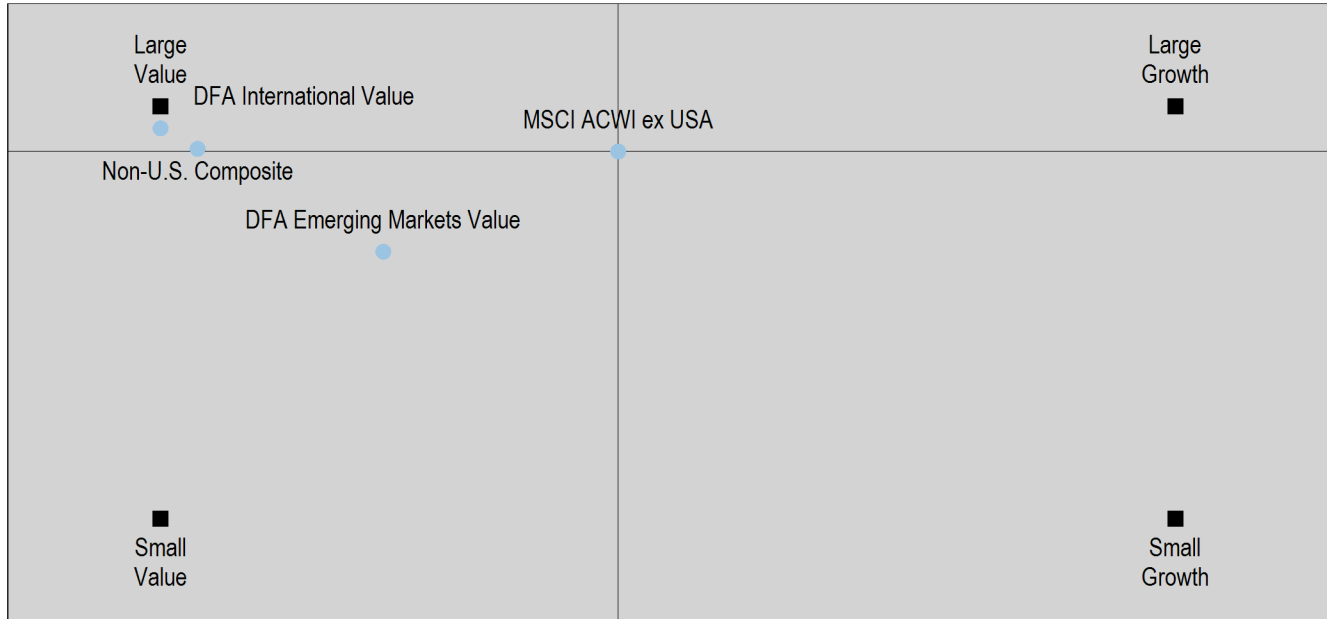 Large
Value
Large
Growth
DFA International Value
MSCI ACWI ex USA
Non-U.S. Composite
DFA Emerging Markets Value
Small
Value
Small
Growth